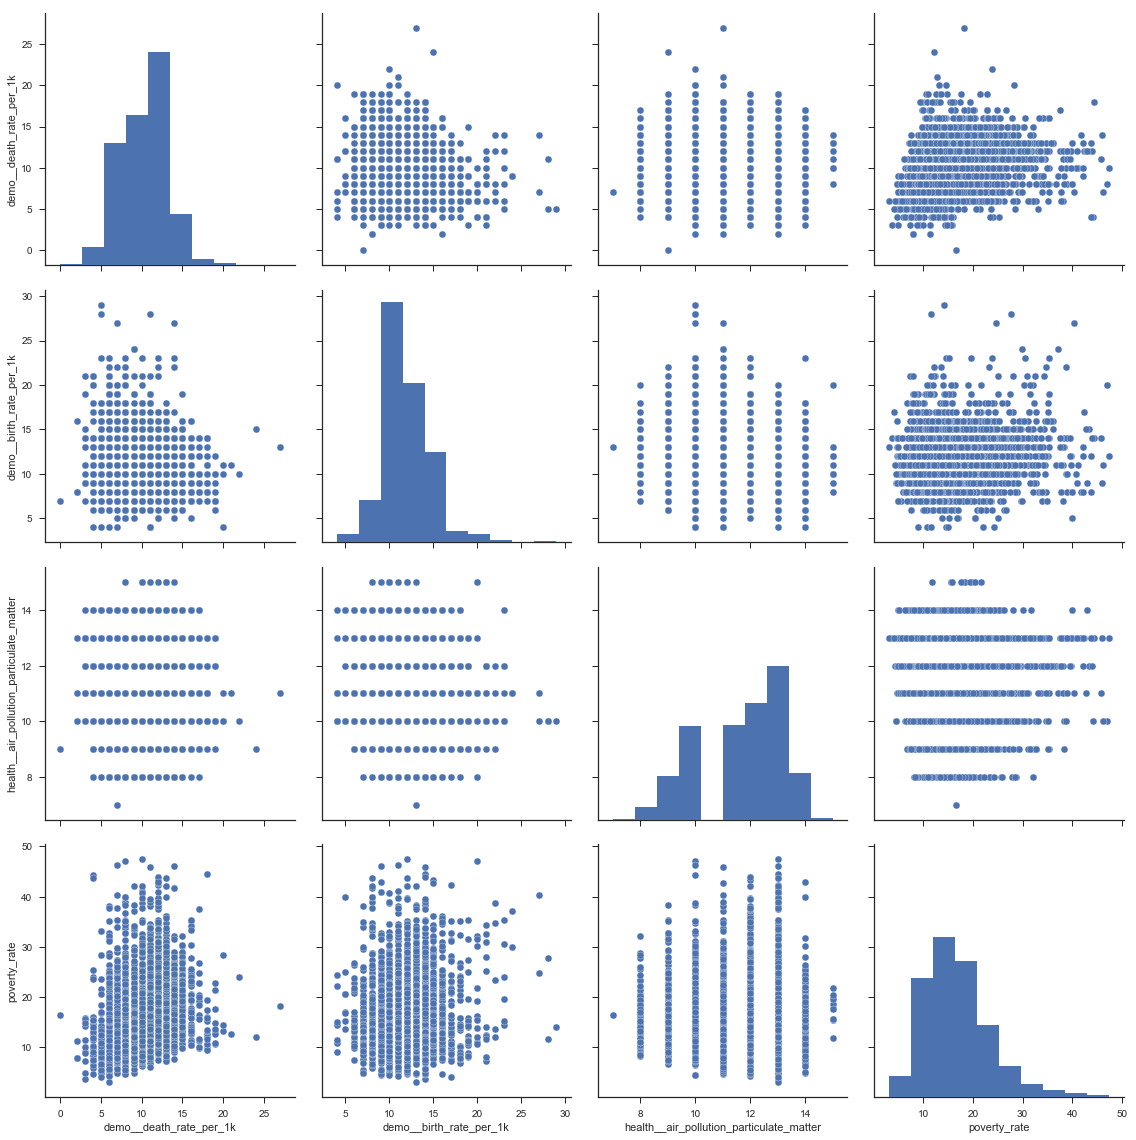 25
20
15
10
5
0
demo__death_rate_per_1k
30
25
20
15
10
5
demo__birth_rate_per_1k
14
12
10
8
health__air_pollution_particulate_matter
50
40
30
20
10
poverty_rate
0 5 10 15 20 25
demo__death_rate_per_1k
5 10 15 20 25 30
demo__birth_rate_per_1k
8 10 12 14
health__air_pollution_particulate_matter
10 20 30 40 50
poverty_rate